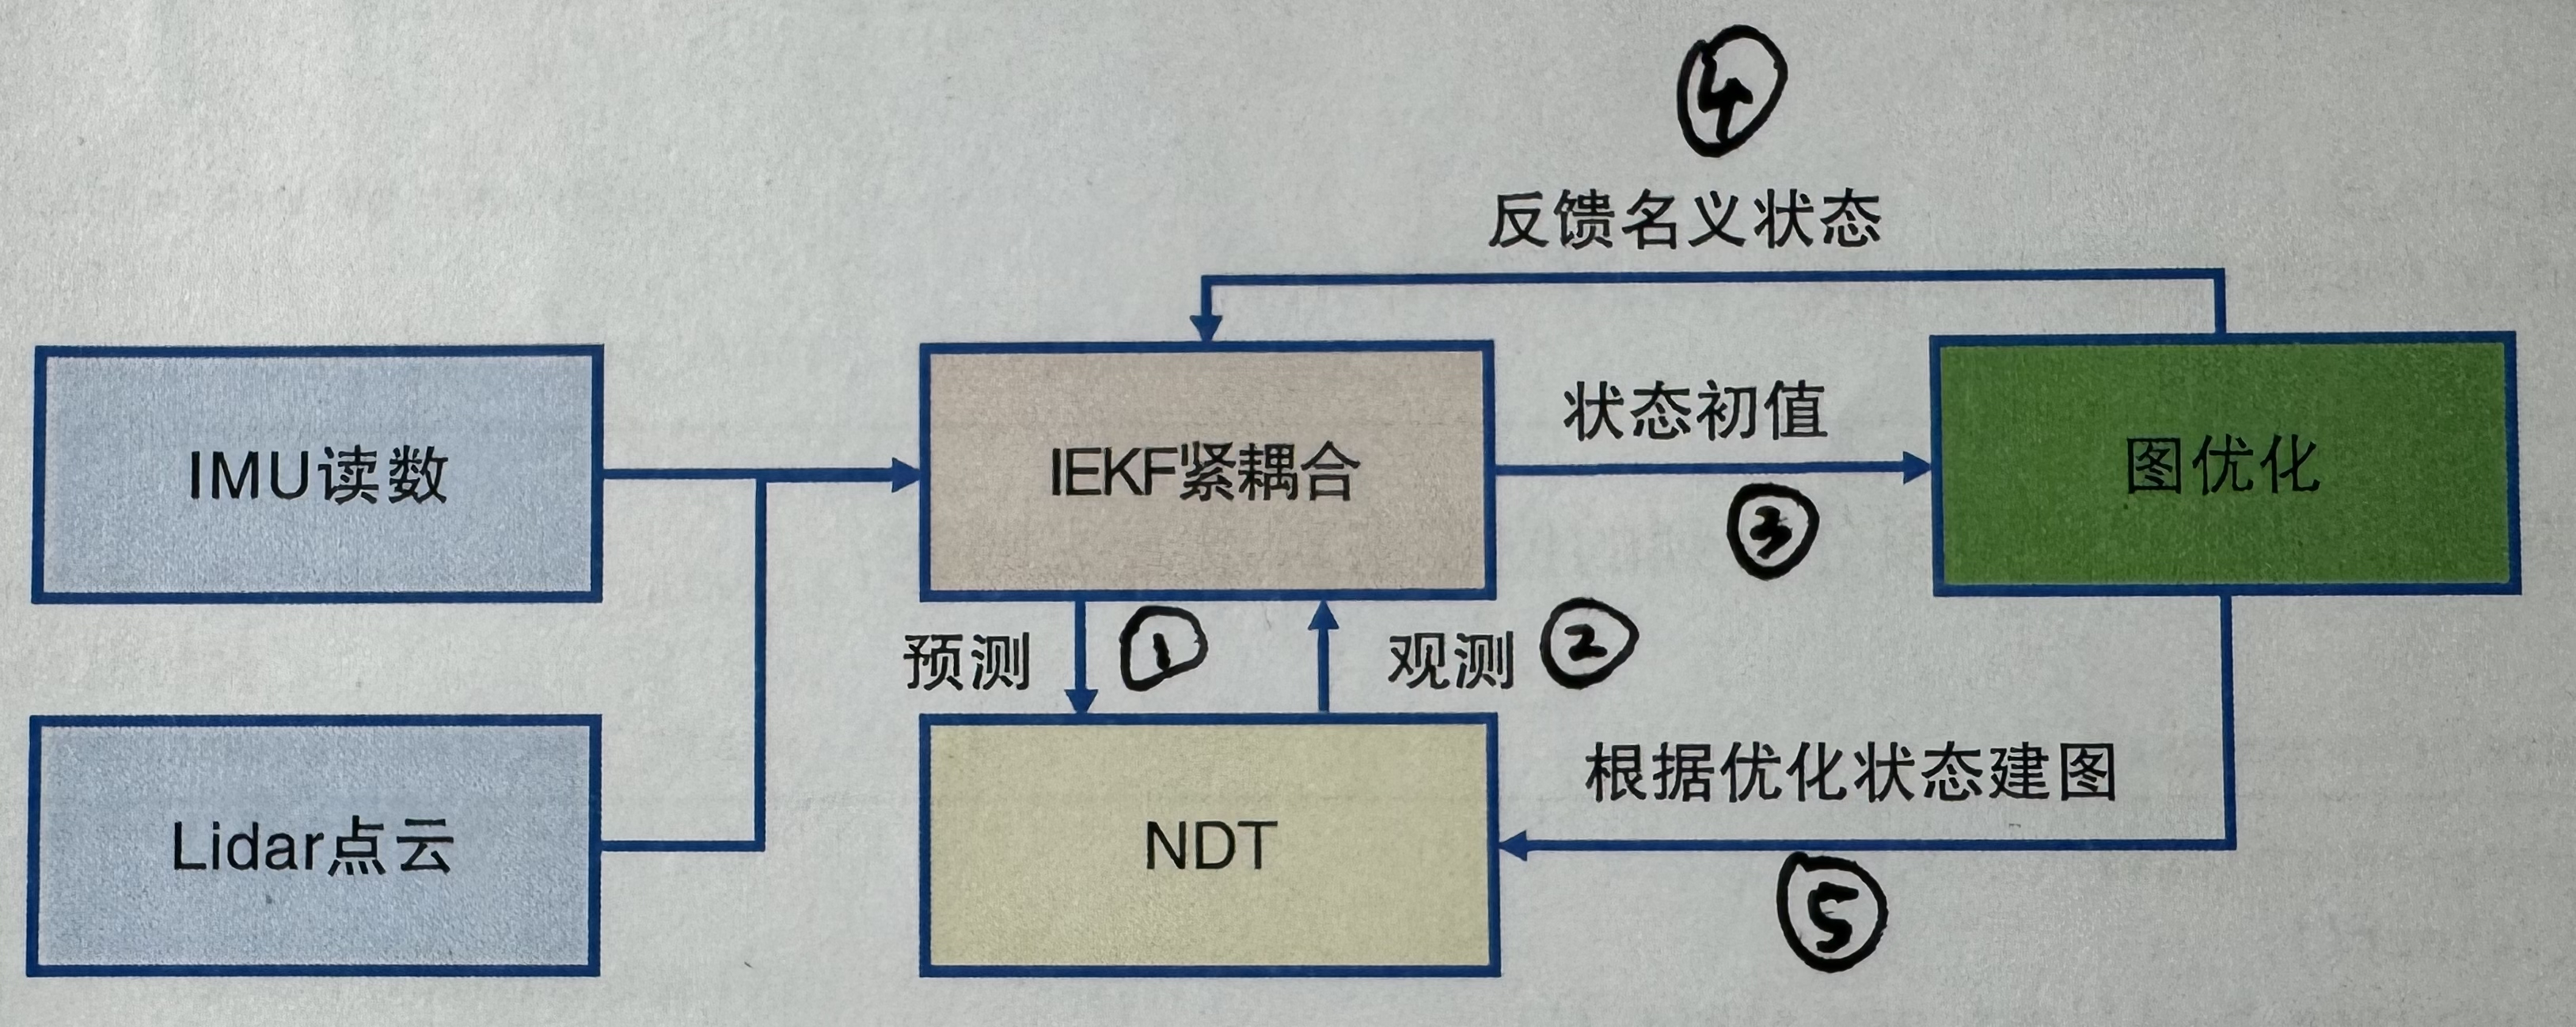 ④
反馈名义状态
IMU读数
IEKF紧耦合
状态初值
图优化
③
预测
①
观测
②
Lidar点云
NDT
根据优化状态建图
⑤